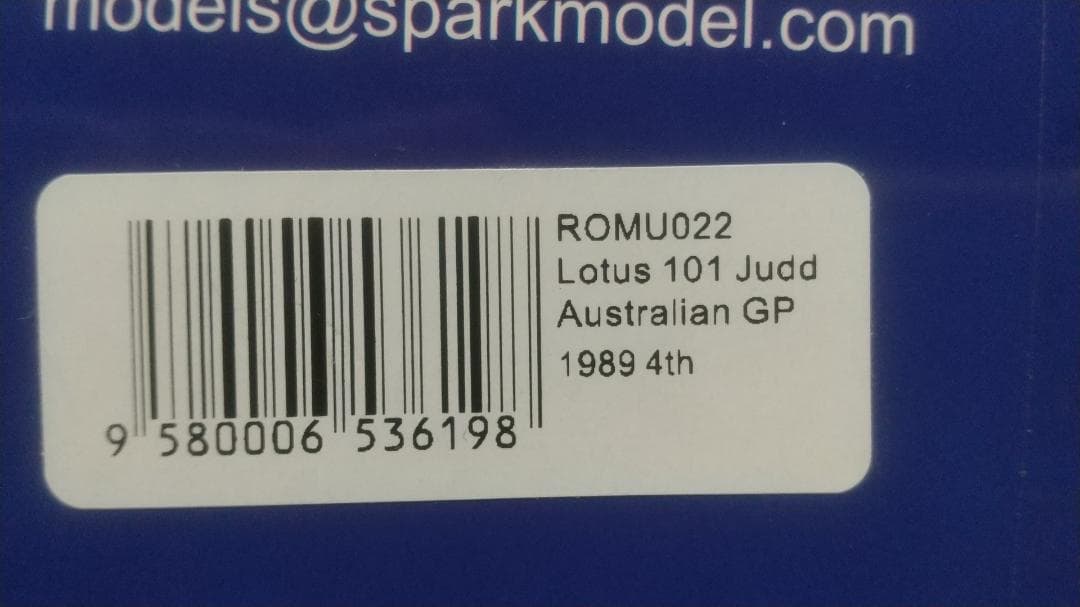 models@sparkmodel.com
ROMU022
Lotus 101 Judd
Australian GP
1989 4th
9 580006 536198